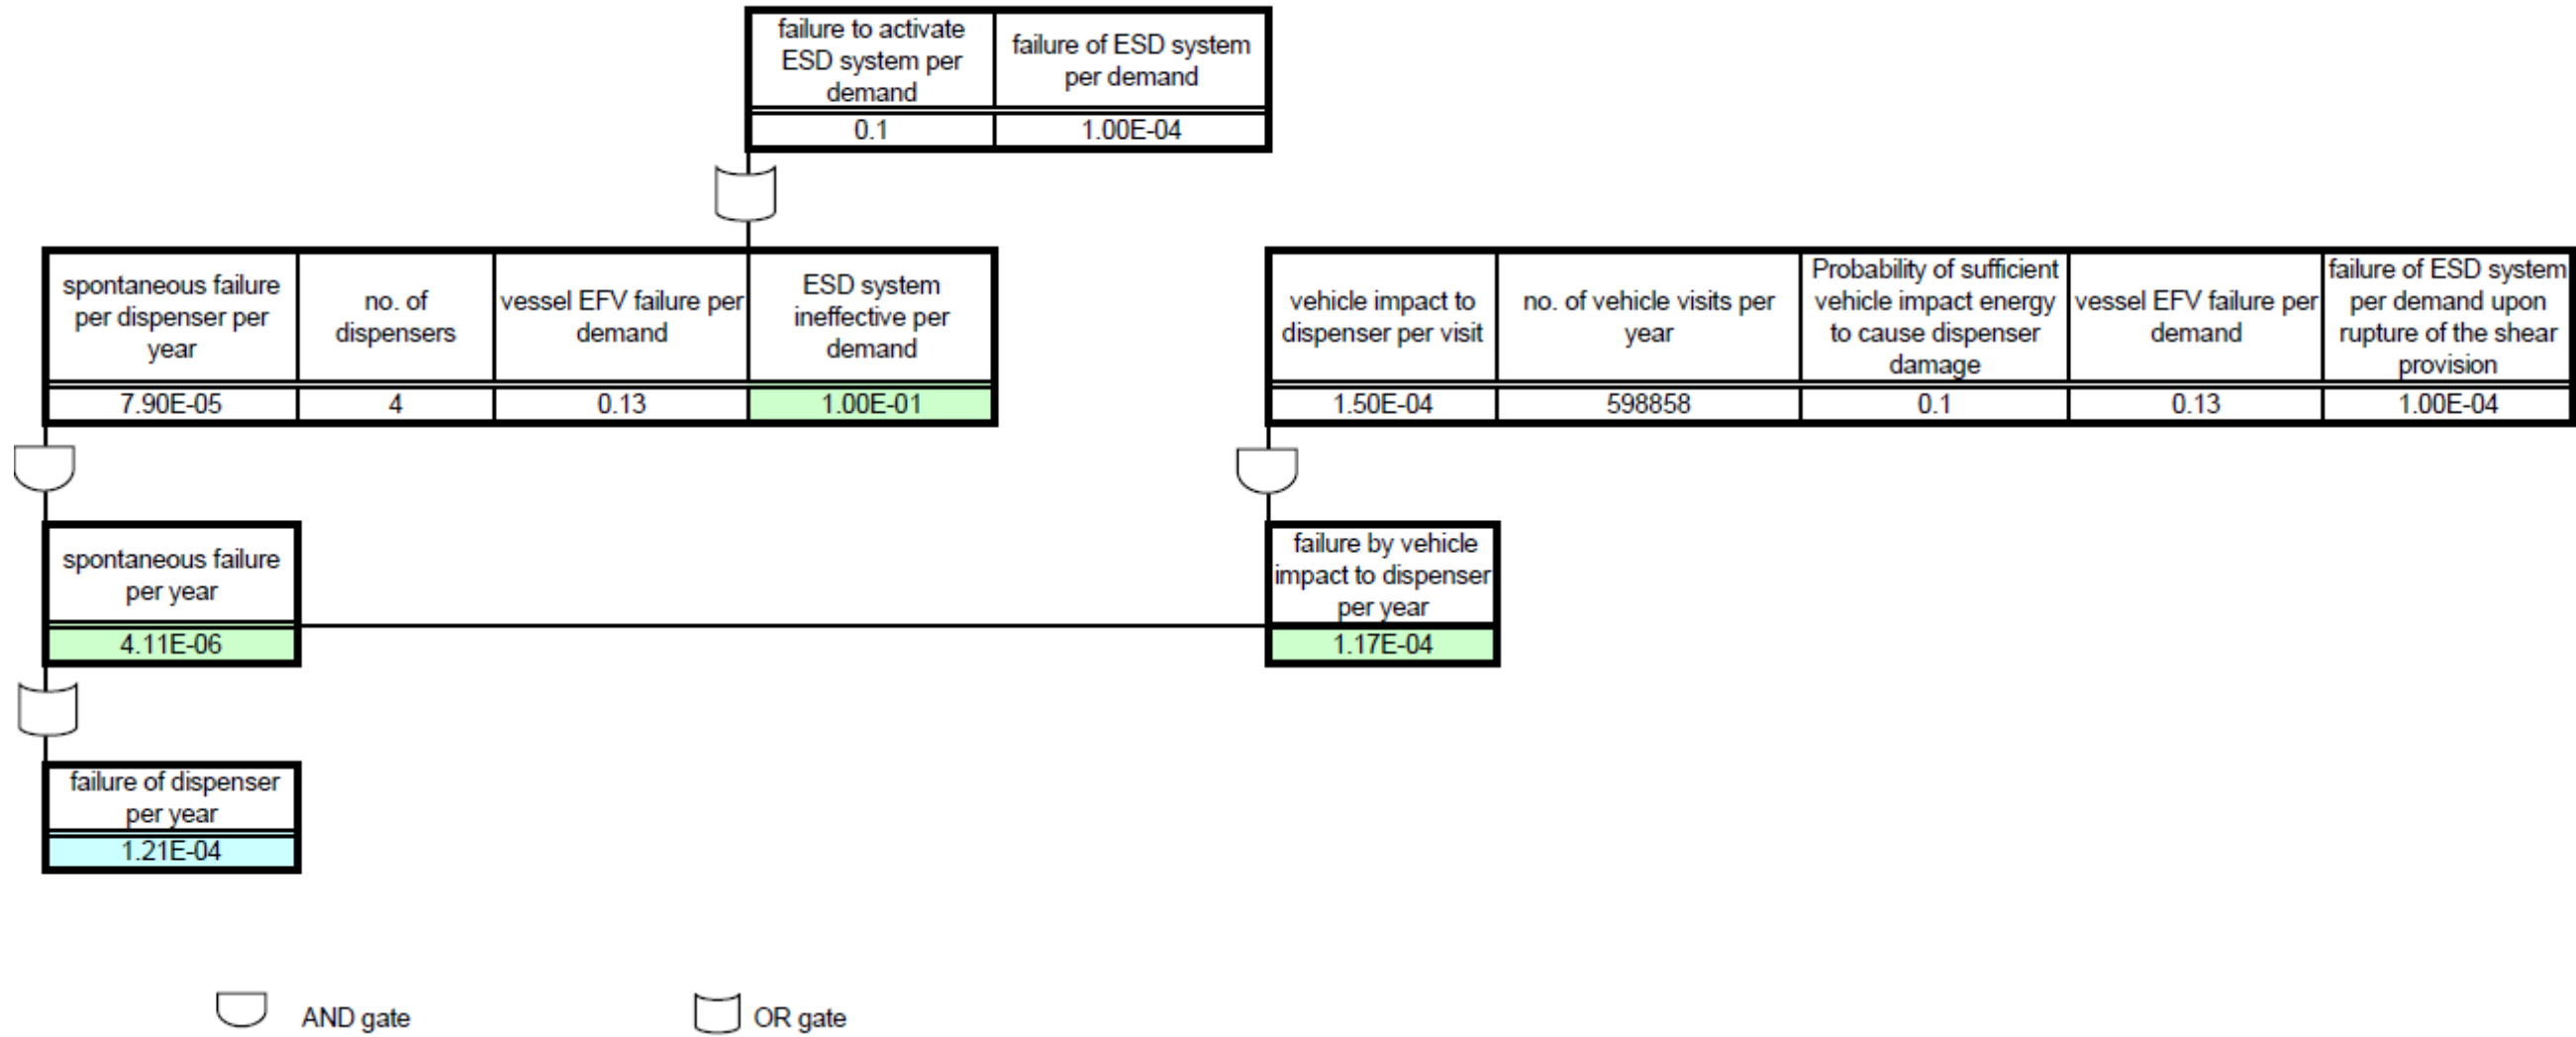 failure to activate
ESD system per
demand
failure of ESD system
per demand
0.1
1.00E-04
spontaneous failure
per dispenser per
year
no. of
dispensers
vessel EFV failure per
demand
ESD system
ineffective per
demand
7.90E-05
4
0.13
1.00E-01
vehicle impact to
dispenser per visit
no. of vehicle visits per
year
Probability of sufficient
vehicle impact energy
to cause dispenser
damage
vessel EFV failure per
demand
failure of ESD system
per demand upon
rupture of the shear
provision
1.50E-04
598858
0.1
0.13
1.00E-04
spontaneous failure
per year
4.11E-06
failure by vehicle
impact to dispenser
per year
1.17E-04
failure of dispenser
per year
1.21E-04
AND gate
OR gate